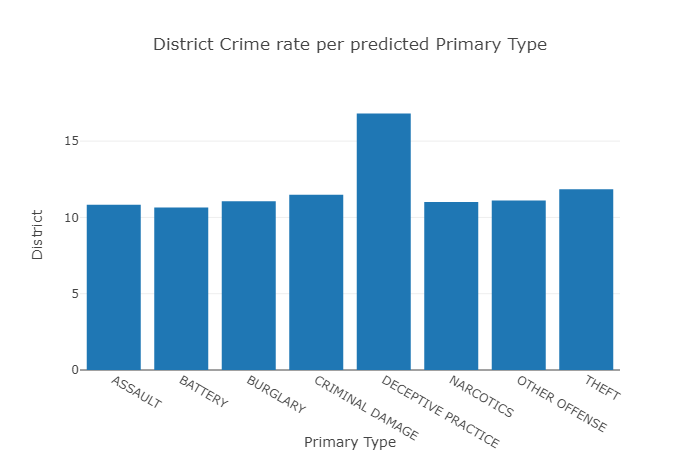 District Crime rate per predicted Primary Type
15
10
5
0
District
ASSAULT
BATTERY
BURGLARY
CRIMINAL DAMAGE
DECEPTIVE PRACTICE
NARCOTICS
OTHER OFFENSE
THEFT
Primary Type